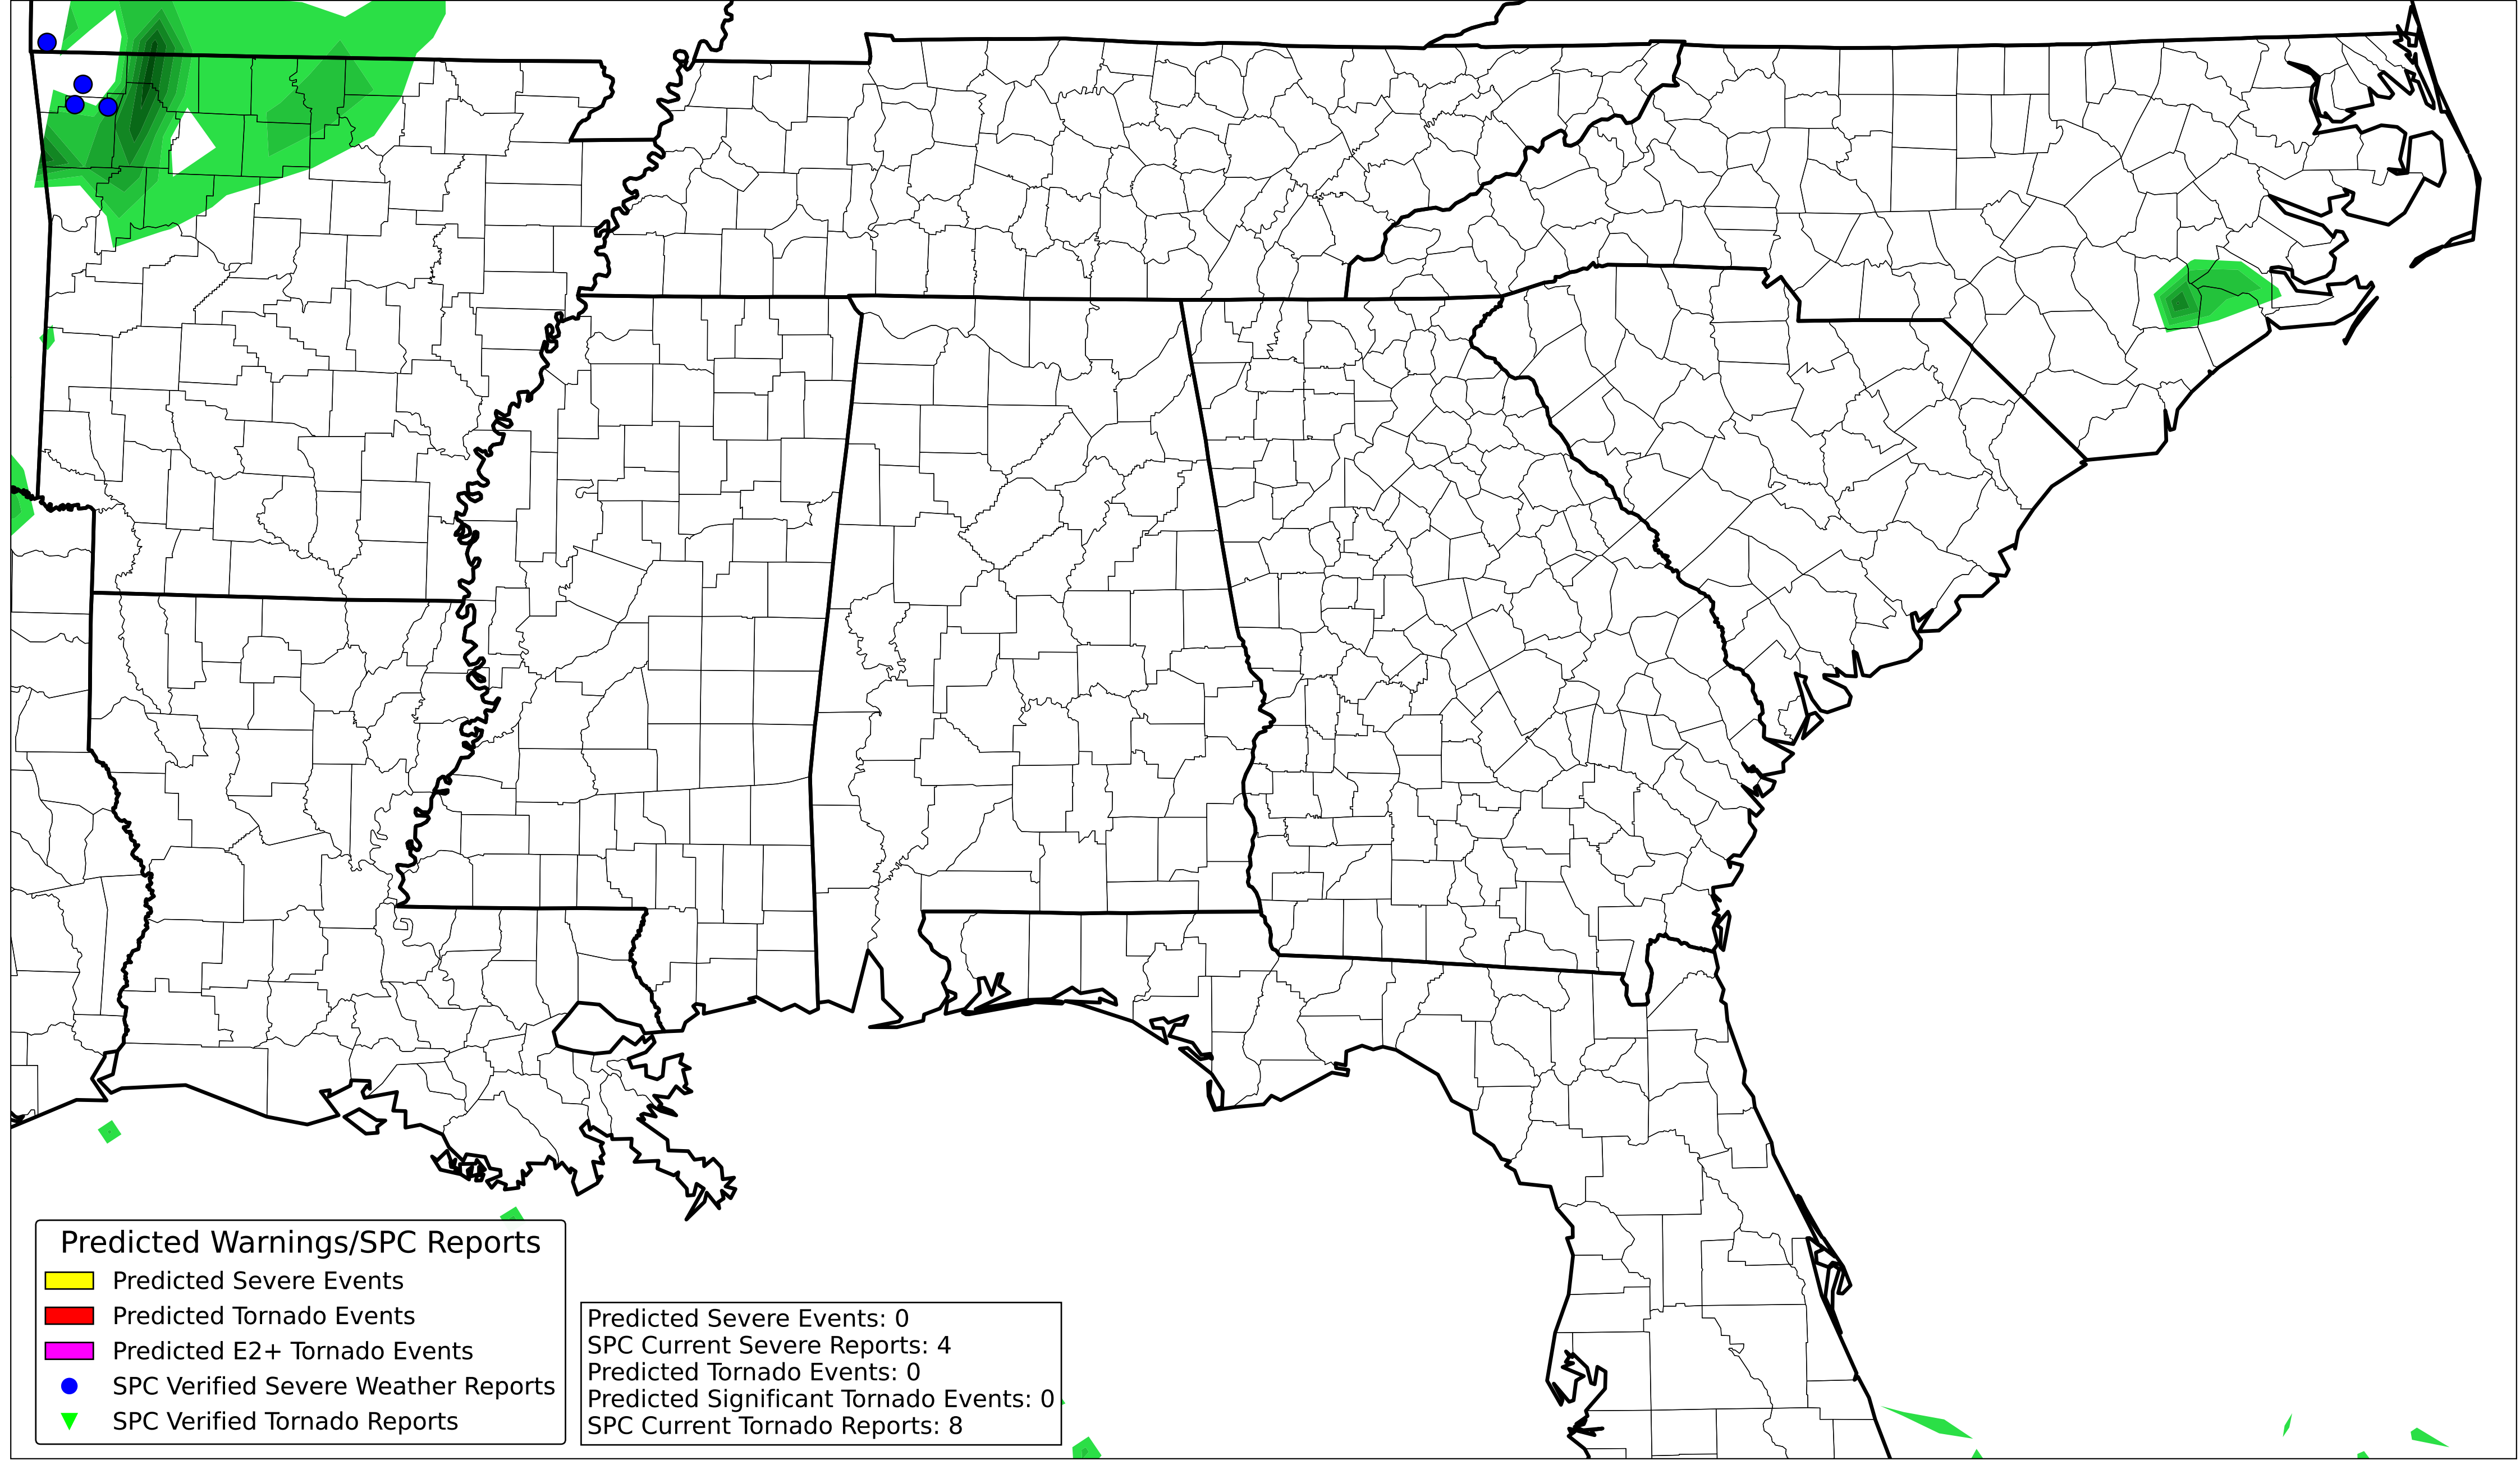 Predicted Warnings/SPC Reports
Predicted Severe Events
Predicted Tornado Events
Predicted E2+ Tornado Events
SPC Verified Severe Weather Reports
SPC Verified Tornado Reports
Predicted Severe Events: 0
SPC Current Severe Reports: 4
Predicted Tornado Events: 0
Predicted Significant Tornado Events: 0
SPC Current Tornado Reports: 8